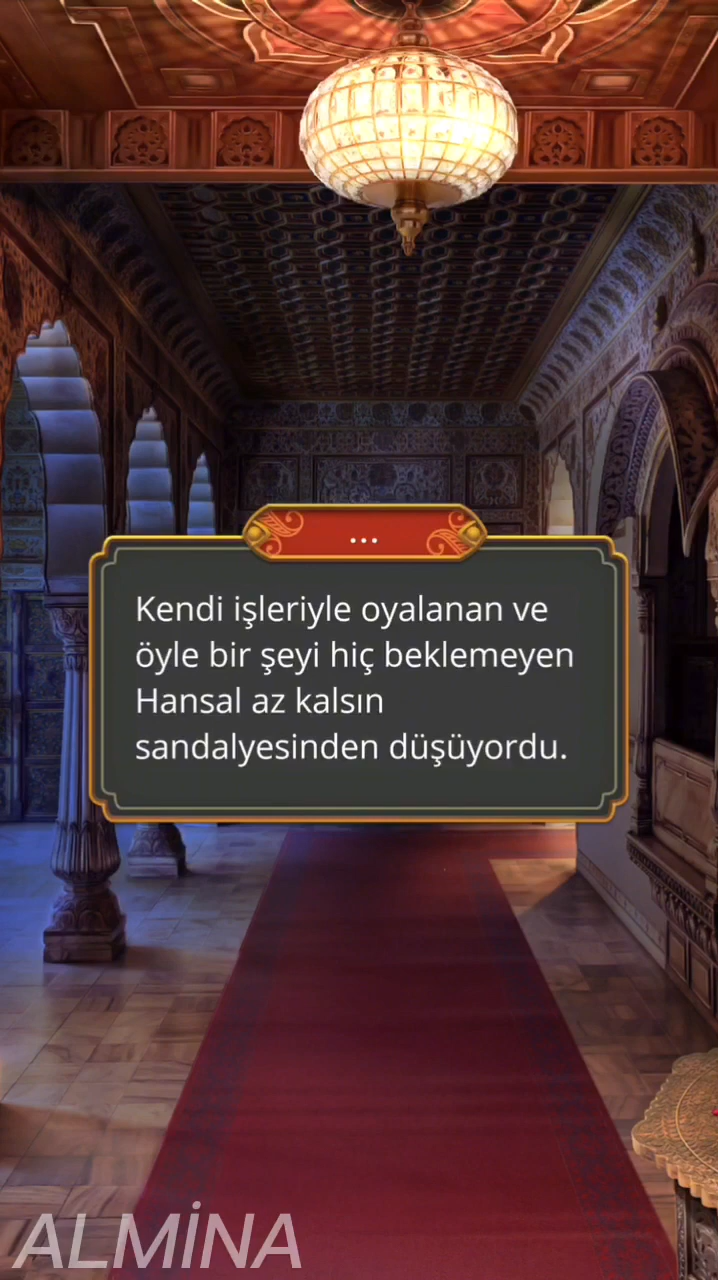 ...
Kendi işleriyle oyalanan ve
öyle bir şeyi hiç beklemeyen
Hansal az kalsın
sandalyesinden düşüyordu.
ALMİNA